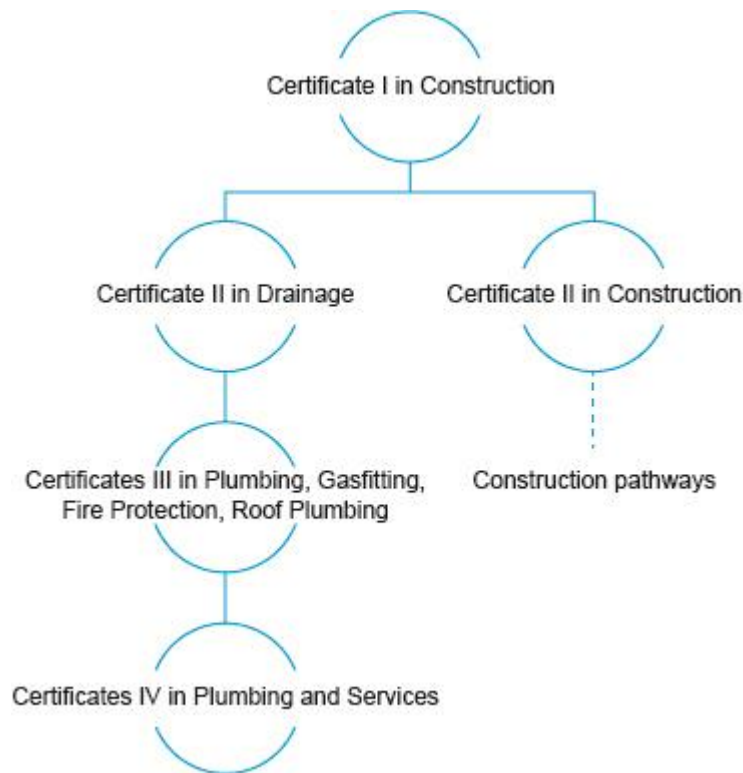 Certificate I in Construction
Certificate II in Drainage
Certificate II in Construction
Certificates III in Plumbing, Gasfitting,
Fire Protection, Roof Plumbing
Construction pathways
Certificates IV in Plumbing and Services